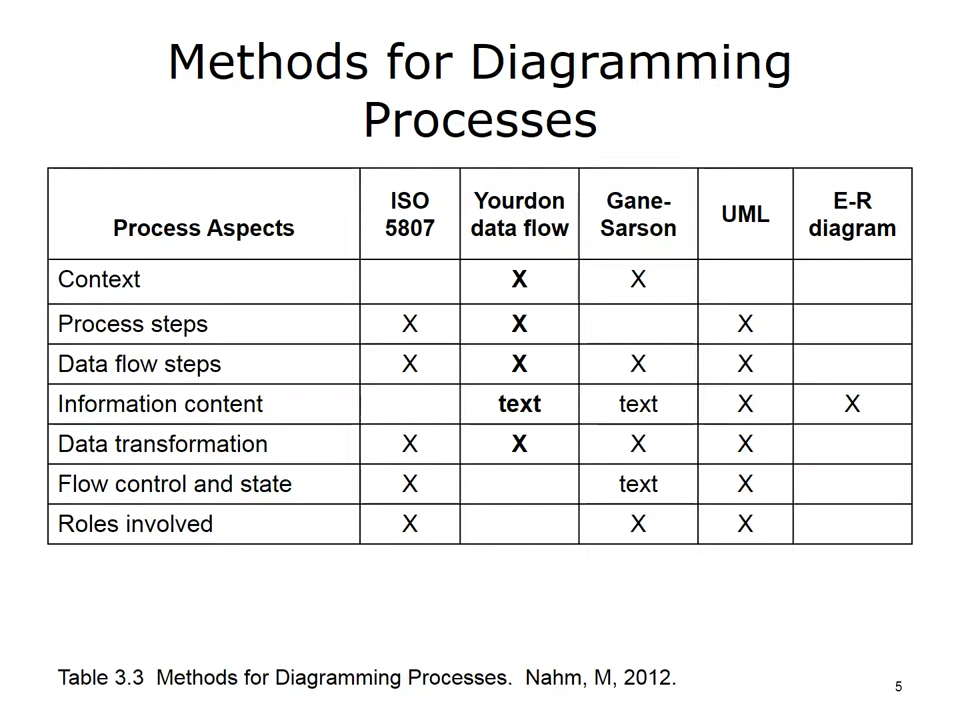 Methods for Diagramming
Processes
Process Aspects ISO 5807 Yourdon data flow Gane-Sarson UML E-R diagram
Context X X
Process steps X X X
Data flow steps X X X X
Information content text text X X
Data transformation X X X X
Flow control and state X text X
Roles involved X X X
Table 3.3 Methods for Diagramming Processes. Nahm, M, 2012.
5